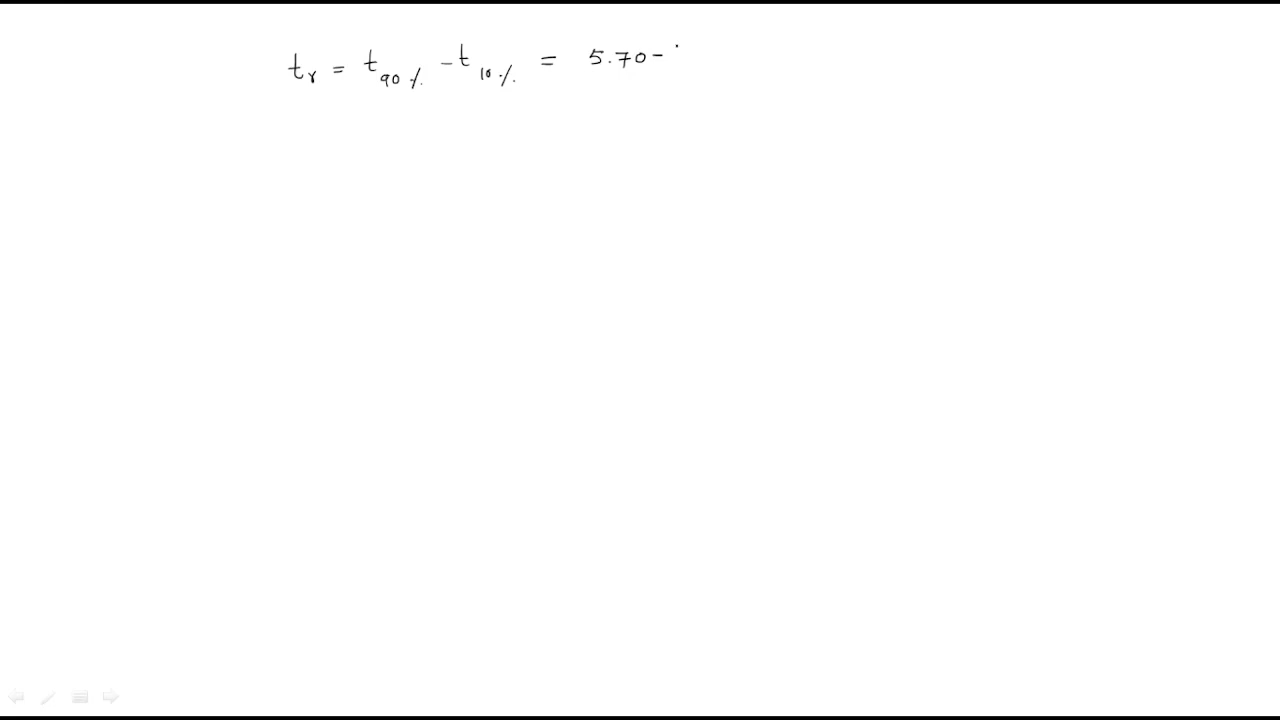 tr = t90% - t10% = 5.70 -